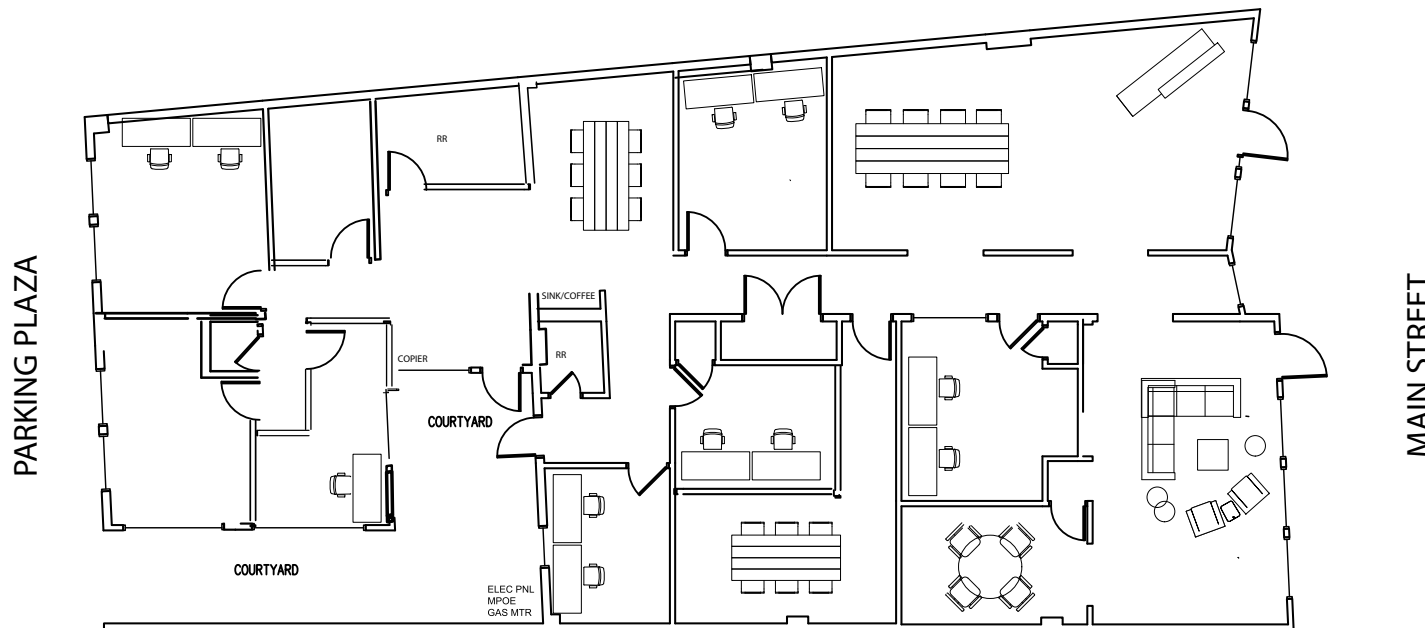 PARKING PLAZA
RR
SINK/COFFEE
RR
COPIER
COURTYARD
COURTYARD
ELEC PNL
MPOE
GAS MTR
MAIN STREET